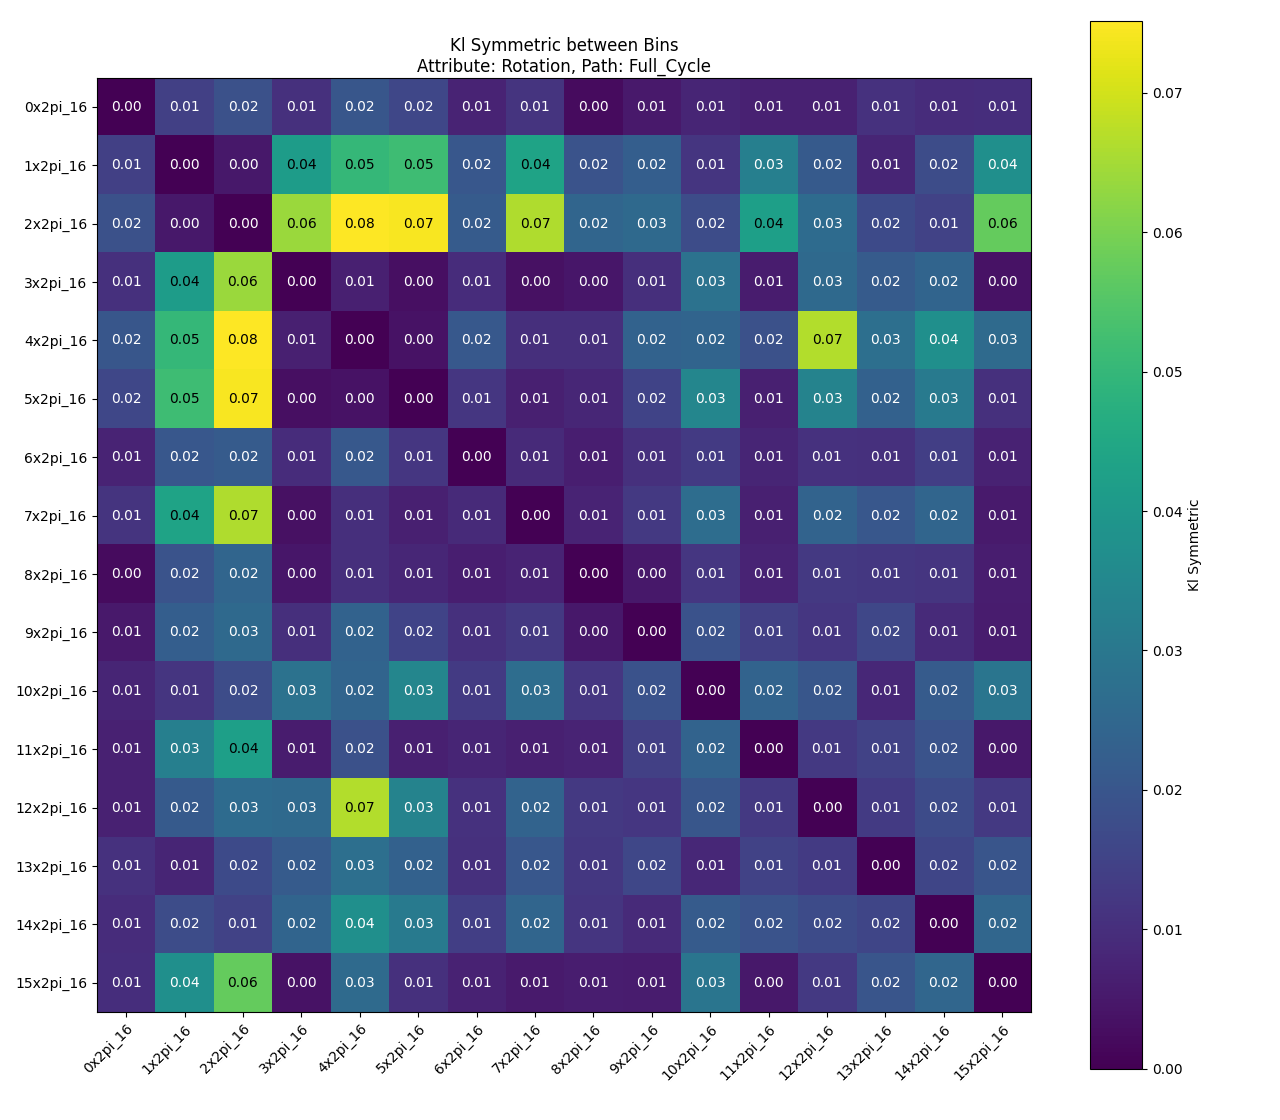 Kl Symmetric between Bins
Attribute: Rotation, Path: Full_Cycle
0x2pi_16 0.00 0.01 0.02 0.01 0.02 0.02 0.01 0.01 0.00 0.01 0.01 0.01 0.01 0.01 0.01 0.01
1x2pi_16 0.01 0.00 0.00 0.04 0.05 0.05 0.02 0.04 0.02 0.02 0.01 0.03 0.02 0.01 0.02 0.04
2x2pi_16 0.02 0.00 0.00 0.06 0.08 0.07 0.02 0.07 0.02 0.03 0.02 0.04 0.03 0.02 0.01 0.06
3x2pi_16 0.01 0.04 0.06 0.00 0.01 0.00 0.01 0.00 0.00 0.01 0.03 0.01 0.03 0.02 0.02 0.00
4x2pi_16 0.02 0.05 0.08 0.01 0.00 0.00 0.02 0.01 0.01 0.02 0.02 0.02 0.07 0.03 0.04 0.03
5x2pi_16 0.02 0.05 0.07 0.00 0.00 0.00 0.01 0.01 0.01 0.02 0.03 0.01 0.03 0.02 0.03 0.01
6x2pi_16 0.01 0.02 0.02 0.01 0.02 0.01 0.00 0.01 0.01 0.01 0.01 0.01 0.01 0.01 0.01 0.01
7x2pi_16 0.01 0.04 0.07 0.00 0.01 0.01 0.01 0.00 0.01 0.01 0.03 0.01 0.02 0.02 0.02 0.01
8x2pi_16 0.00 0.02 0.02 0.00 0.01 0.01 0.01 0.01 0.00 0.00 0.01 0.01 0.01 0.01 0.01 0.01
9x2pi_16 0.01 0.02 0.03 0.01 0.02 0.02 0.01 0.01 0.00 0.00 0.02 0.01 0.01 0.02 0.01 0.01
10x2pi_16 0.01 0.01 0.02 0.03 0.02 0.03 0.01 0.03 0.01 0.02 0.00 0.02 0.02 0.01 0.02 0.03
11x2pi_16 0.01 0.03 0.04 0.01 0.02 0.01 0.01 0.01 0.01 0.01 0.02 0.00 0.01 0.01 0.02 0.00
12x2pi_16 0.01 0.02 0.03 0.03 0.07 0.03 0.01 0.02 0.01 0.01 0.02 0.01 0.00 0.01 0.02 0.01
13x2pi_16 0.01 0.01 0.02 0.02 0.03 0.02 0.01 0.02 0.01 0.02 0.01 0.01 0.01 0.00 0.02 0.02
14x2pi_16 0.01 0.02 0.01 0.02 0.04 0.03 0.01 0.02 0.01 0.01 0.02 0.02 0.02 0.02 0.00 0.02
15x2pi_16 0.01 0.04 0.06 0.00 0.03 0.01 0.01 0.01 0.01 0.01 0.03 0.00 0.01 0.02 0.02 0.00
0x2pi_16 1x2pi_16 2x2pi_16 3x2pi_16 4x2pi_16 5x2pi_16 6x2pi_16 7x2pi_16 8x2pi_16 9x2pi_16 10x2pi_16 11x2pi_16 12x2pi_16 13x2pi_16 14x2pi_16 15x2pi_16
0.07
0.06
0.05
0.04
0.03
0.02
0.01
0.00
Kl Symmetric